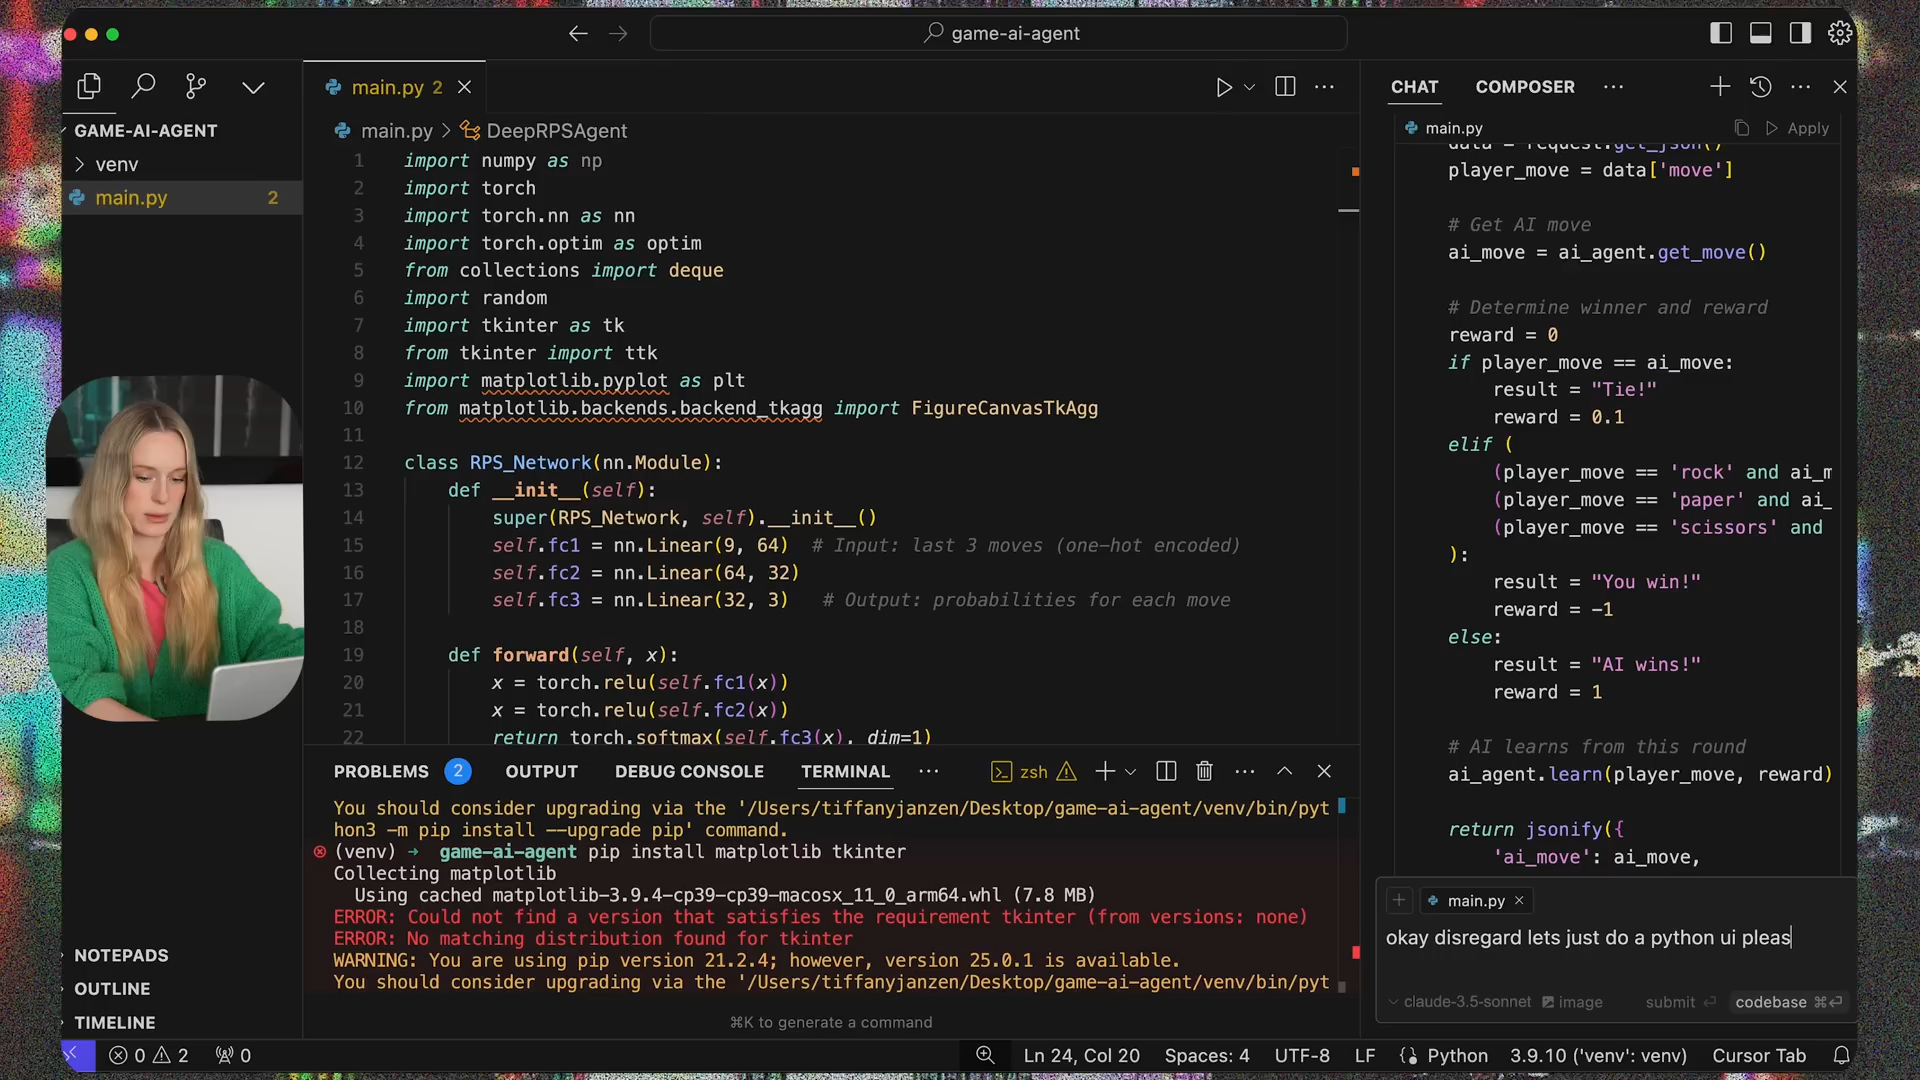 game-ai-agent
GAME-AI-AGENT
venv
main.py 2
NOTEPADS
OUTLINE
TIMELINE
main.py 2
main.py > DeepRPSAgent
1 import numpy as np
2 import torch
3 import torch.nn as nn
4 import torch.optim as optim
5 from collections import deque
6 import random
7 import tkinter as tk
8 from tkinter import ttk
9 import matplotlib.pyplot as plt
10 from matplotlib.backends.backend_tkagg import FigureCanvasTkAgg
11
12 class RPS_Network(nn.Module):
13 def __init__(self):
14 super(RPS_Network, self).__init__()
15 self.fc1 = nn.Linear(9, 64) # Input: last 3 moves (one-hot encoded)
16 self.fc2 = nn.Linear(64, 32)
17 self.fc3 = nn.Linear(32, 3) # Output: probabilities for each move
18
19 def forward(self, x):
20 x = torch.relu(self.fc1(x))
21 x = torch.relu(self.fc2(x))
22 return torch.softmax(self.fc3(x), dim=1)
PROBLEMS 2 OUTPUT DEBUG CONSOLE TERMINAL zsh
You should consider upgrading via the '/Users/tiffanyjanzen/Desktop/game-ai-agent/venv/bin/pyt
hon3 -m pip install --upgrade pip' command.
(venv) → game-ai-agent pip install matplotlib tkinter
Collecting matplotlib
Using cached matplotlib-3.9.4-cp39-cp39-macosx_11_0_arm64.whl (7.8 MB)
ERROR: Could not find a version that satisfies the requirement tkinter (from versions: none)
ERROR: No matching distribution found for tkinter
WARNING: You are using pip version 21.2.4; however, version 25.0.1 is available.
You should consider upgrading via the '/Users/tiffanyjanzen/Desktop/game-ai-agent/venv/bin/pyt
⌘K to generate a command
CHAT COMPOSER
main.py Apply
data = request.get_json()
player_move = data['move']
# Get AI move
ai_move = ai_agent.get_move()
# Determine winner and reward
reward = 0
if player_move == ai_move:
result = "Tie!"
reward = 0.1
elif (
(player_move == 'rock' and ai_m
(player_move == 'paper' and ai_
(player_move == 'scissors' and
):
result = "You win!"
reward = -1
else:
result = "AI wins!"
reward = 1
# AI learns from this round
ai_agent.learn(player_move, reward)
return jsonify({
'ai_move': ai_move,
main.py
okay disregard lets just do a python ui pleas
claude-3.5-sonnet image submit codebase ⌘
0 2 0 Ln 24, Col 20 Spaces: 4 UTF-8 LF Python 3.9.10 ('venv': venv) Cursor Tab